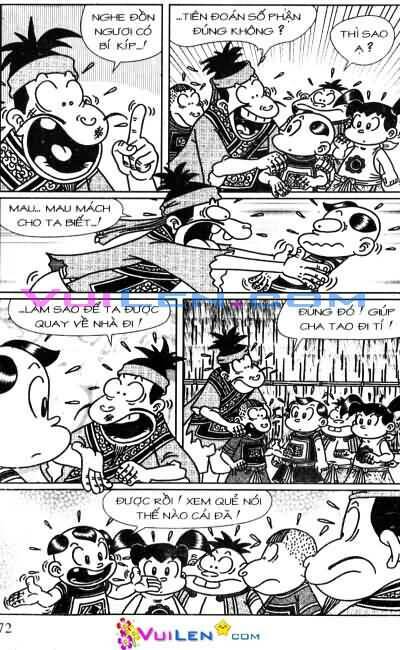 NGHE ĐỒN
NGƯƠI CÓ
BÍ KÍP...!
...TIÊN ĐOÁN SỐ PHẬN
ĐÚNG KHÔNG ?
THÌ SAO
Ạ ?
MAU... MAU MÁCH
CHO TA BIẾT...!
VUILEN.COM
...LÀM SAO ĐỂ TA ĐƯỢC
QUAY VỀ NHÀ ĐI !
ĐÚNG ĐÓ ! GIÚP
CHA TAO ĐI TÍ !
ĐƯỢC RỒI ! XEM QUẺ NÓI
THẾ NÀO CÁI ĐÃ !
72
VUILEN.COM